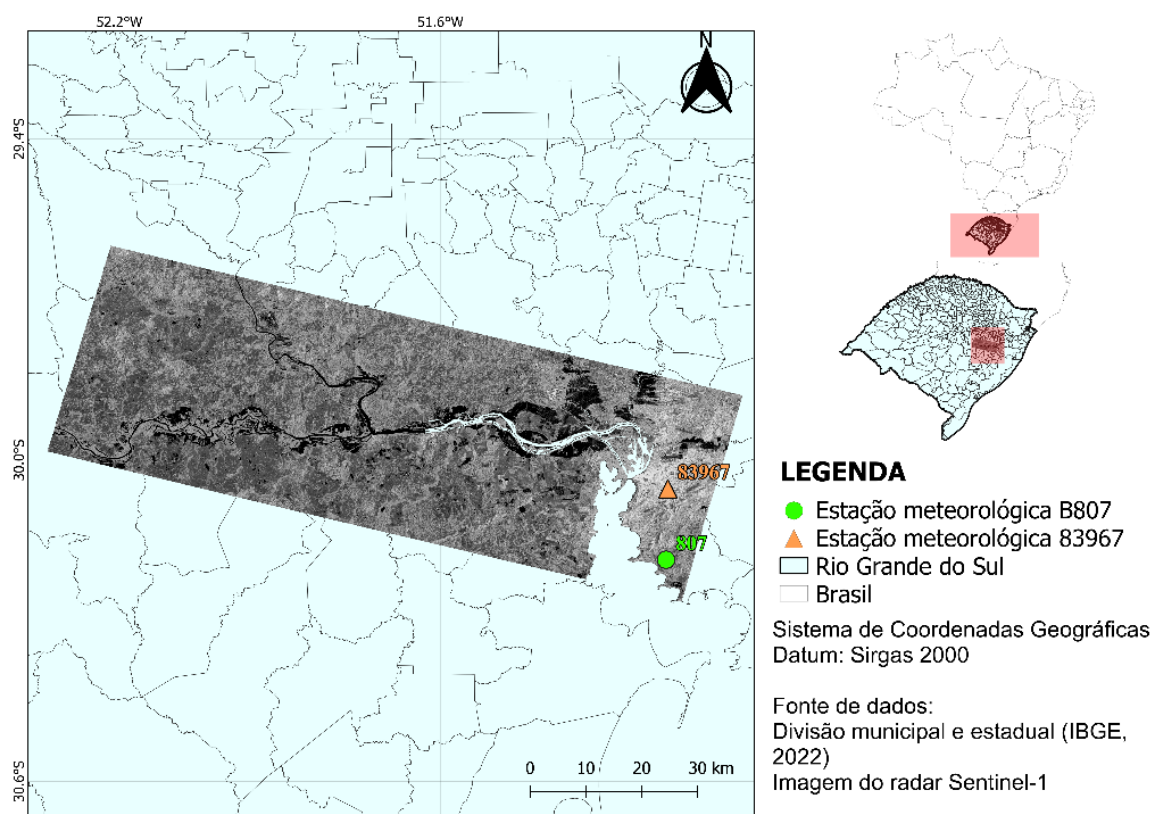 52.2°W
51.6°W
N
29.4°S
30.0°S
83967
807
30.6°S
0 10 20 30 km
LEGENDA
Estação meteorológica B807
Estação meteorológica 83967
Rio Grande do Sul
Brasil
Sistema de Coordenadas Geográficas
Datum: Sirgas 2000
Fonte de dados:
Divisão municipal e estadual (IBGE,
2022)
Imagem do radar Sentinel-1